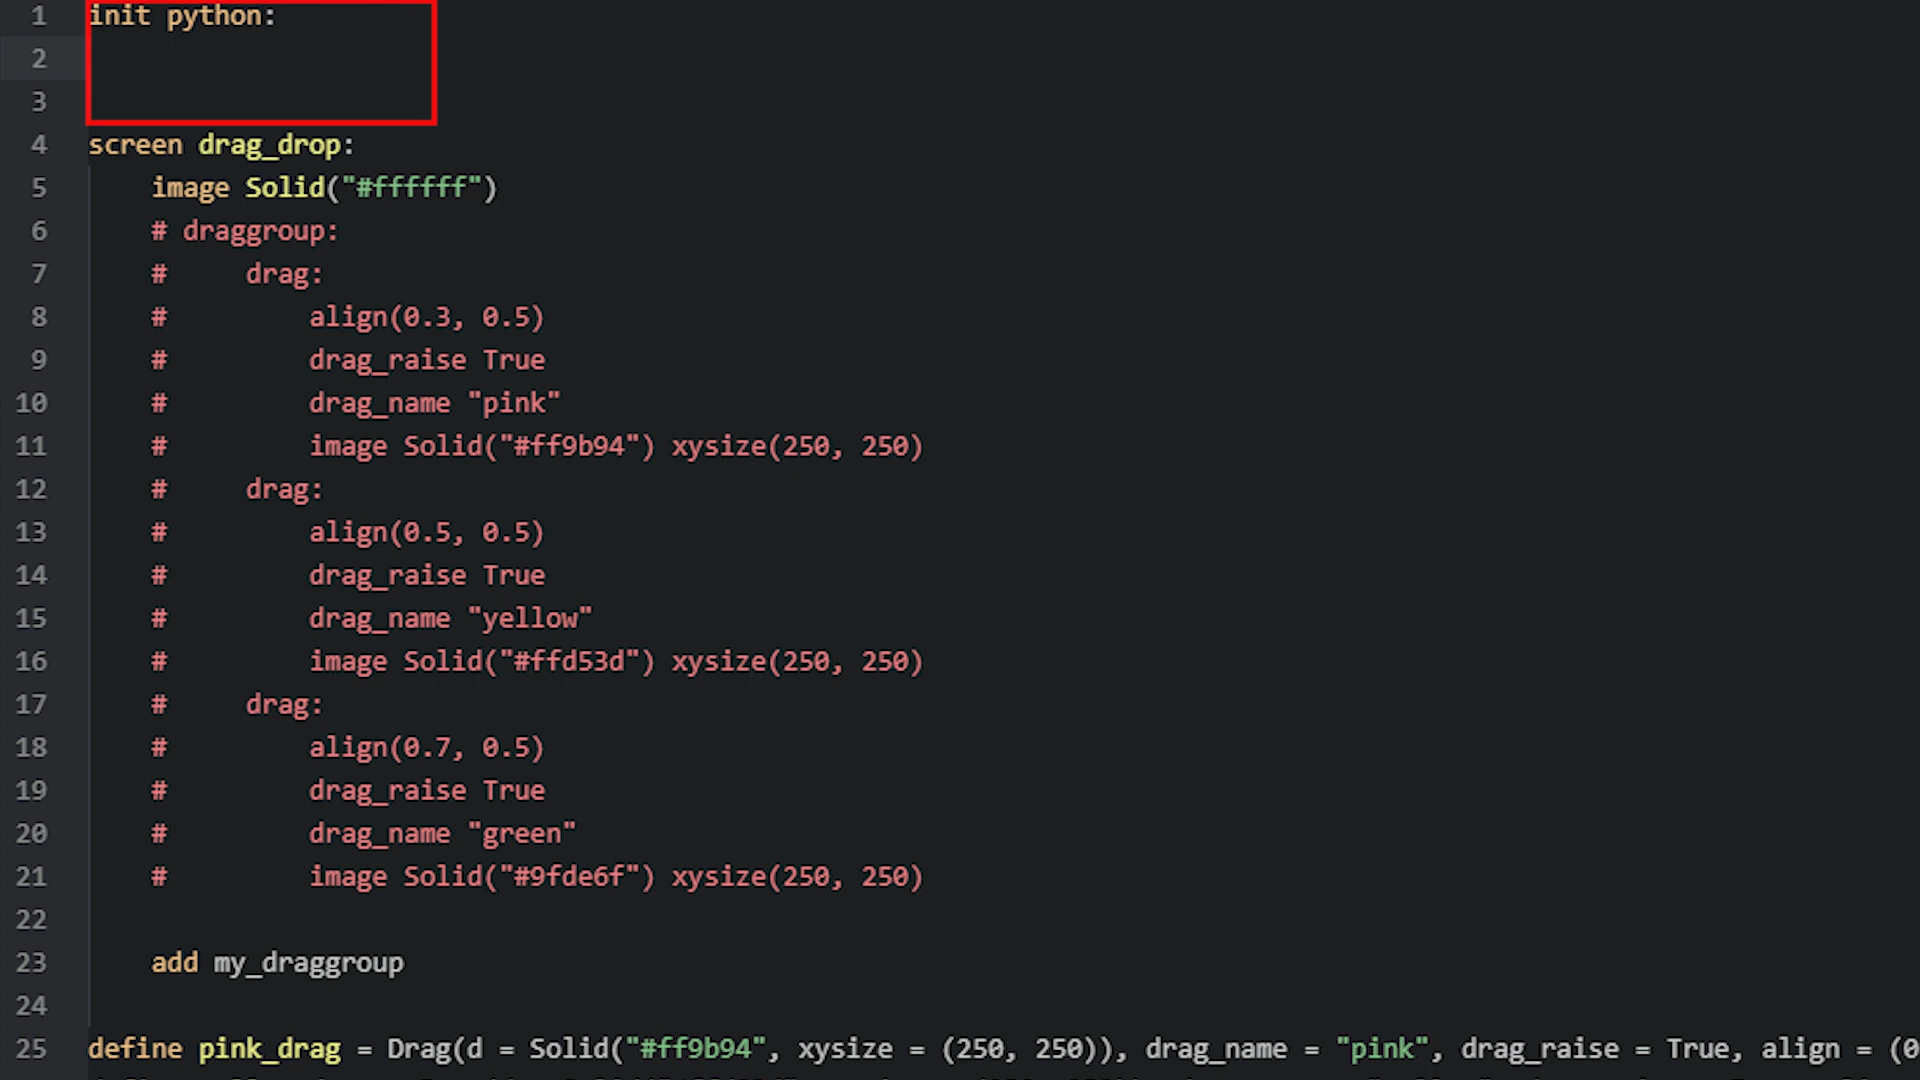 1 init python:
2
3
4 screen drag_drop:
5     image Solid("#ffffff")
6     # draggroup:
7     #     drag:
8     #         align(0.3, 0.5)
9     #         drag_raise True
10     #         drag_name "pink"
11     #         image Solid("#ff9b94") xysize(250, 250)
12     #     drag:
13     #         align(0.5, 0.5)
14     #         drag_raise True
15     #         drag_name "yellow"
16     #         image Solid("#ffd53d") xysize(250, 250)
17     #     drag:
18     #         align(0.7, 0.5)
19     #         drag_raise True
20     #         drag_name "green"
21     #         image Solid("#9fde6f") xysize(250, 250)
22
23     add my_draggroup
24
25 define pink_drag = Drag(d = Solid("#ff9b94", xysize = (250, 250)), drag_name = "pink", drag_raise = True, align = (0